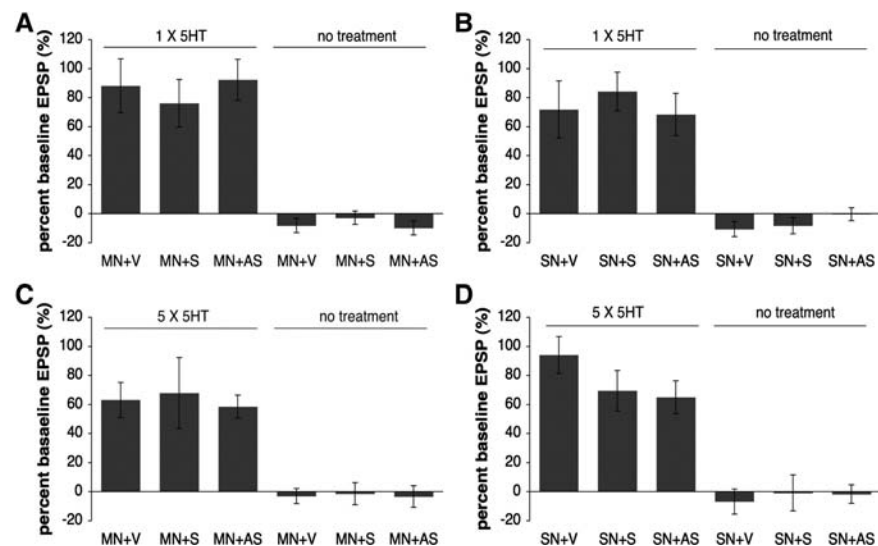 A
percent baseline EPSP (%)
120
100
80
60
40
20
0
-20
1 X 5HT
no treatment
MN+V MN+S MN+AS MN+V MN+S MN+AS
B
percent baseline EPSP (%)
120
100
80
60
40
20
0
-20
1 X 5HT
no treatment
SN+V SN+S SN+AS SN+V SN+S SN+AS
C
percent basaeline EPSP (%)
120
100
80
60
40
20
0
-20
5 X 5HT
no treatment
MN+V MN+S MN+AS MN+V MN+S MN+AS
D
percent baseline EPSP (%)
120
100
80
60
40
20
0
-20
5 X 5HT
no treatment
SN+V SN+S SN+AS SN+V SN+S SN+AS